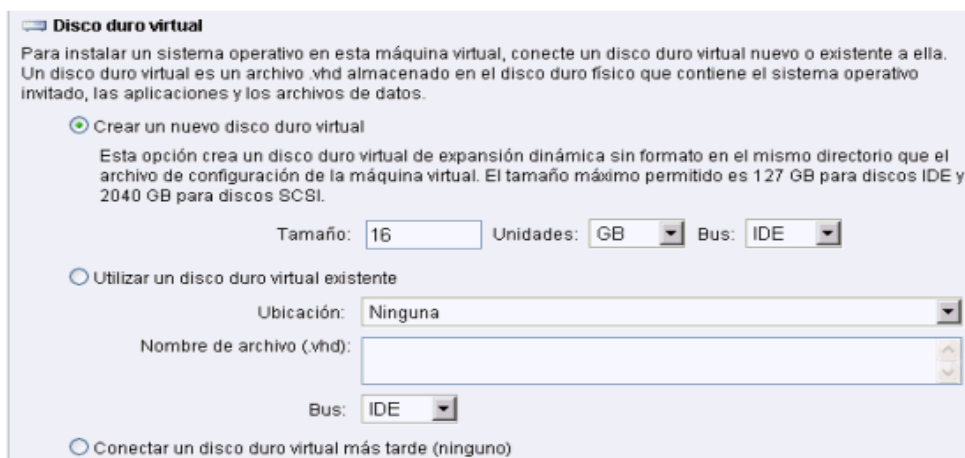 Disco duro virtual
Para instalar un sistema operativo en esta máquina virtual, conecte un disco duro virtual nuevo o existente a ella.
Un disco duro virtual es un archivo .vhd almacenado en el disco duro físico que contiene el sistema operativo
invitado, las aplicaciones y los archivos de datos.
Crear un nuevo disco duro virtual
Esta opción crea un disco duro virtual de expansión dinámica sin formato en el mismo directorio que el
archivo de configuración de la máquina virtual. El tamaño máximo permitido es 127 GB para discos IDE y
2040 GB para discos SCSI.
Tamaño: 16 Unidades: GB Bus: IDE
Utilizar un disco duro virtual existente
Ubicación: Ninguna
Nombre de archivo (.vhd):
Bus: IDE
Conectar un disco duro virtual más tarde (ninguno)